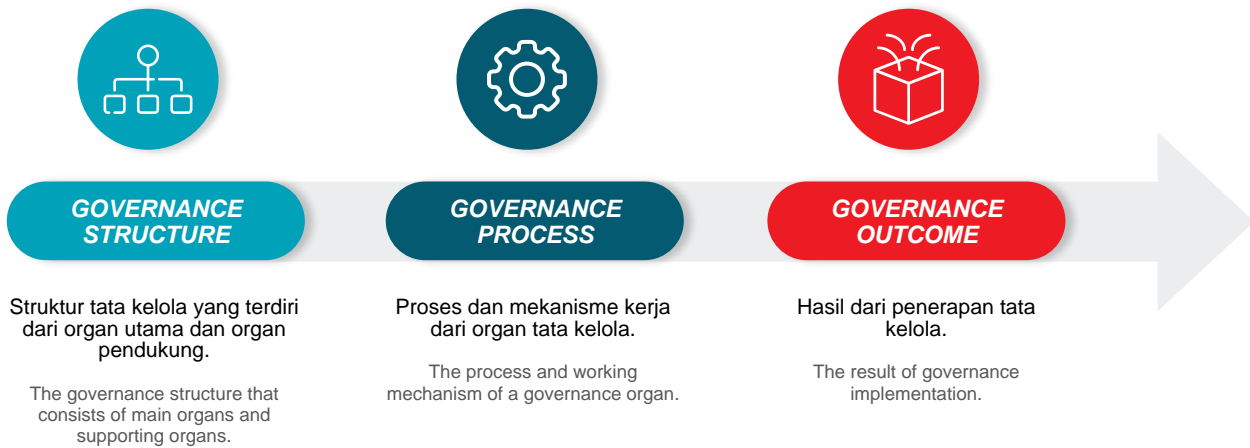 GOVERNANCE
STRUCTURE
Struktur tata kelola yang terdiri
dari organ utama dan organ
pendukung.
The governance structure that
consists of main organs and
supporting organs.
GOVERNANCE
PROCESS
Proses dan mekanisme kerja
dari organ tata kelola.
The process and working
mechanism of a governance organ.
GOVERNANCE
OUTCOME
Hasil dari penerapan tata
kelola.
The result of governance
implementation.